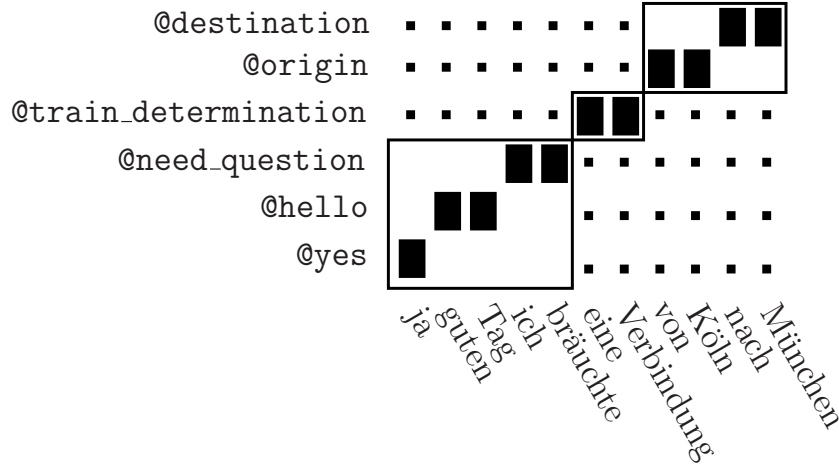 @destination
@origin
@train_determination
@need_question
@hello
@yes
ja
guten
Tag
ich
bräuchte
eine
Verbindung
von
Köln
nach
München